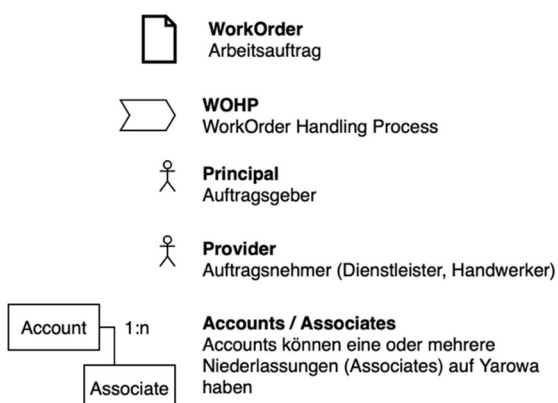 WorkOrder
Arbeitsauftrag
WOHP
WorkOrder Handling Process
Principal
Auftragsgeber
Provider
Auftragsnehmer (Dienstleister, Handwerker)
Account
1:n
Associate
Accounts / Associates
Accounts können eine oder mehrere
Niederlassungen (Associates) auf Yarowa
haben